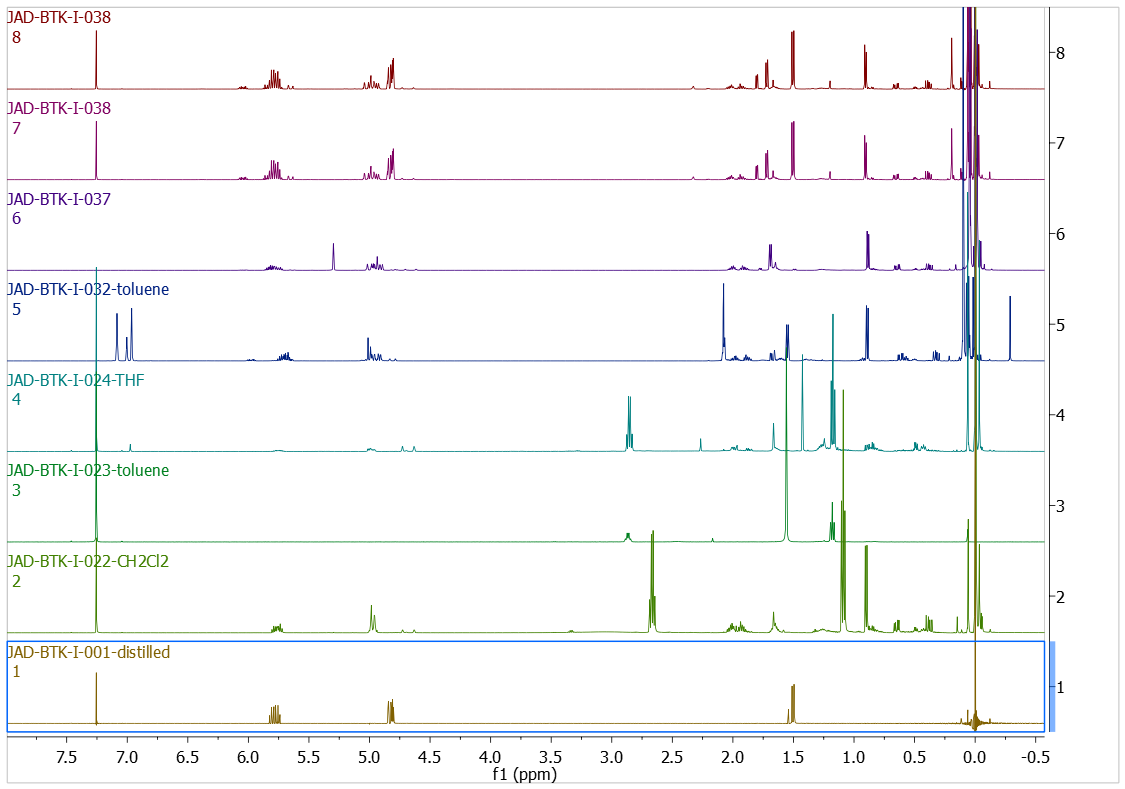 JAD-BTK-I-038
8
8
JAD-BTK-I-038
7
7
JAD-BTK-I-037
6
6
JAD-BTK-I-032-toluene
5
5
JAD-BTK-I-024-THF
4
4
JAD-BTK-I-023-toluene
3
3
JAD-BTK-I-022-CH2Cl2
2
2
JAD-BTK-I-001-distilled
1
1
7.5 7.0 6.5 6.0 5.5 5.0 4.5 4.0 3.5 3.0 2.5 2.0 1.5 1.0 0.5 0.0 -0.5
f1 (ppm)